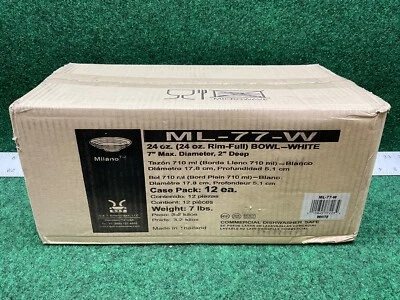 ML-77-W
24 oz. (24 oz. Rim-Full) BOWL-WHITE
7" Max. Diameter, 2" Deep
Milano™
Tazón 710 ml (Borde Lleno 710 ml)-Blanco
Diámetro 17.8 cm, Profundidad 5.1 cm
Bol 710 ml (Bord Plein 710 ml)-Blanc
Diamètre 17.8 cm, Profondeur 5.1 cm
Case Pack: 12 ea.
Contenido: 12 piezas
Contient: 12 pièces
Weight: 7 lbs.
Peso: 3.2 kilos
Poids: 3.2 kilos
Made in Thailand
ML-77-W
WHITE
COMMERCIAL DISHWASHER SAFE